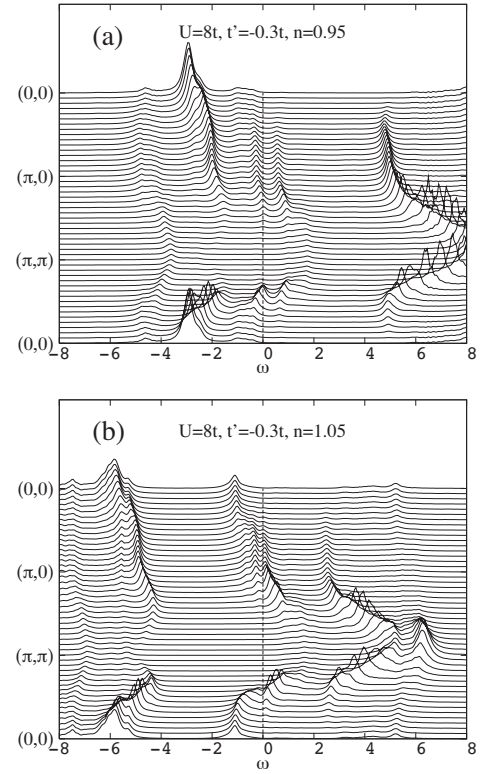 (a)
U=8t, t'=-0.3t, n=0.95
(0,0)
(π,0)
(π,π)
(0,0)
-8 -6 -4 -2 0 2 4 6 8
ω
(b)
U=8t, t'=-0.3t, n=1.05
(0,0)
(π,0)
(π,π)
(0,0)
-8 -6 -4 -2 0 2 4 6 8
ω